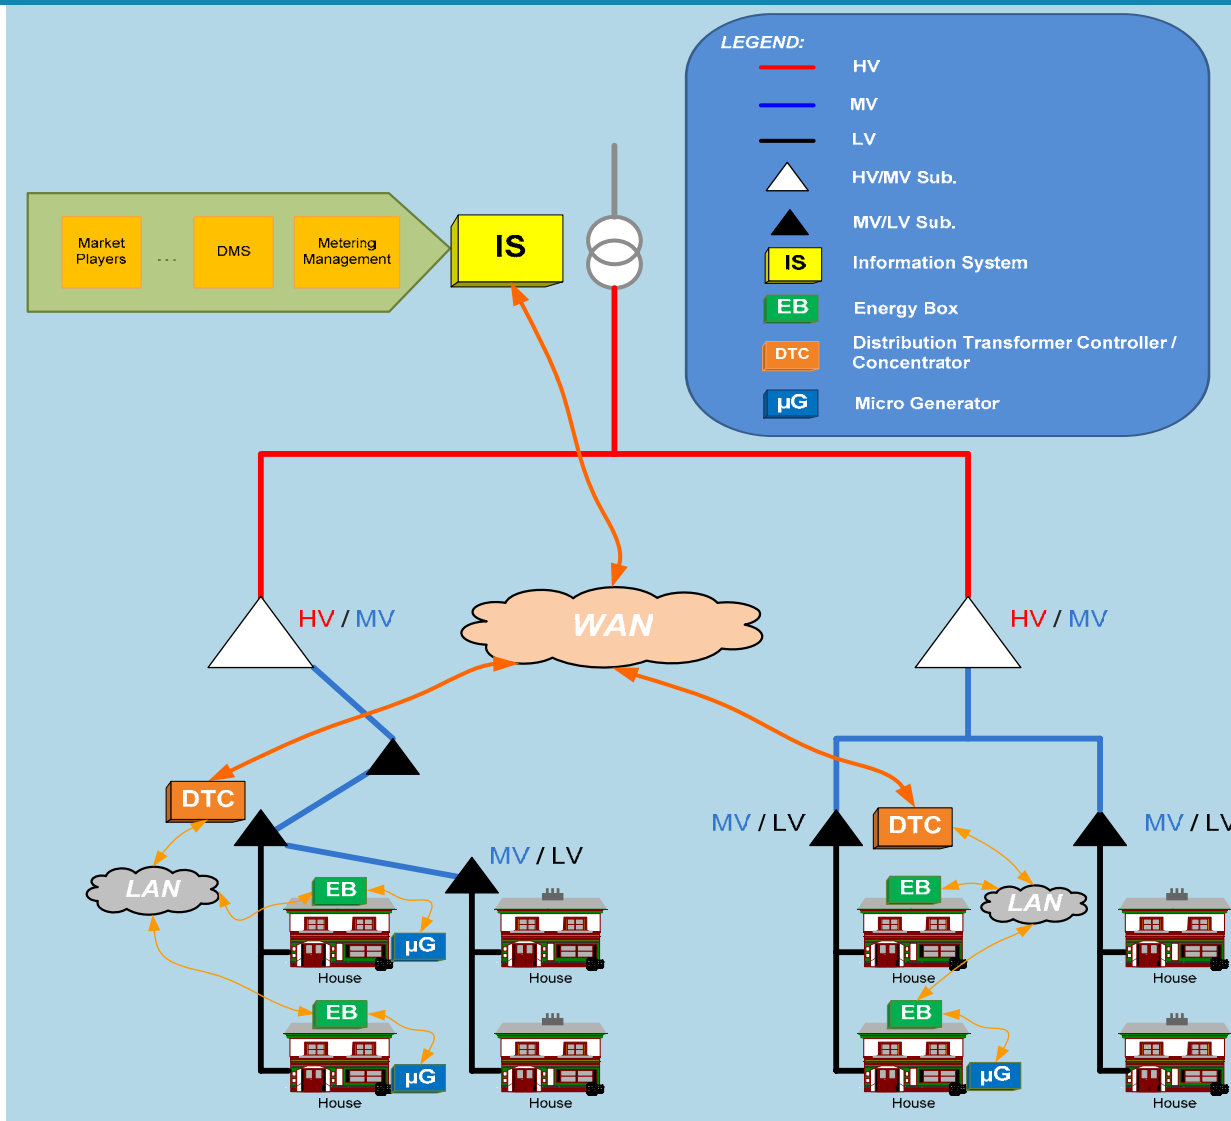 LEGEND:
HV
MV
LV
HV/MV Sub.
MV/LV Sub.
IS Information System
EB Energy Box
DTC Distribution Transformer Controller /
Concentrator
µG Micro Generator
Market
Players
...
DMS
Metering
Management
IS
HV / MV
WAN
HV / MV
DTC
MV / LV
DTC
MV / LV
MV / LV
LAN
EB
EB
LAN
µG
House
House
House
House
EB
EB
µG
µG
House
House
House
House